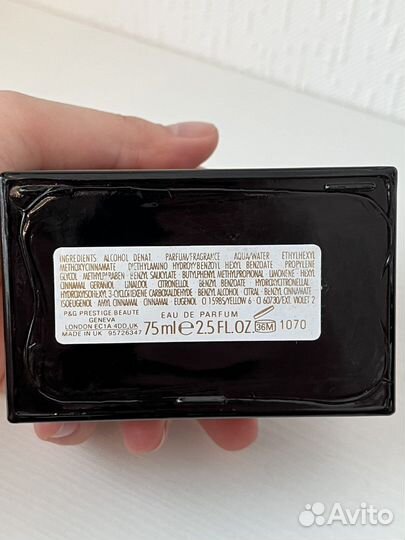 INGREDIENTS ALCOHOL DENAT. PARFUM/FRAGRANCE AQUA/WATER ETHYLHEXYL
METHOXYCINNAMATE DIETHYLAMINO HYDROXYBENZOYL HEXYL BENZOATE PROPYLENE
GLYCOL METHYLPARABEN BENZYL SALICYLATE BUTYLPHENYL METHYLPROPIONAL LIMONENE HEXYL
CINNAMAL GERANIOL LINALOOL CITRONELLOL BENZYL BENZOATE HYDROXYCITRONELLAL
HYDROXYISOHEXYL 3-CYCLOHEXENE CARBOXALDEHYDE BENZYL ALCOHOL CITRAL BENZYL CINNAMATE
ISOEUGENOL AMYL CINNAMAL EUGENOL CI 15985/YELLOW 6 CI 60730/EXT. VIOLET 2
P&G PRESTIGE BEAUTE
GENEVA
LONDON EC1A 4DD, UK
MADE IN UK 95726347
EAU DE PARFUM
75 ml e 2.5 FL.OZ. 36M 1070
Avito